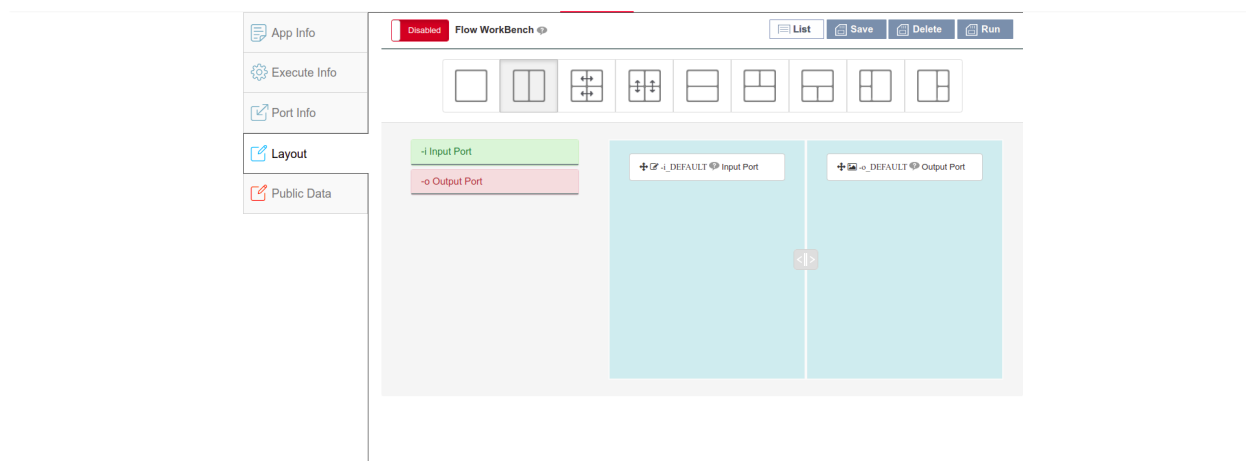 App Info
Execute Info
Port Info
Layout
Public Data
Disabled Flow WorkBench
List Save Delete Run
-i Input Port
-o Output Port
-i_DEFAULT Input Port
-o_DEFAULT Output Port